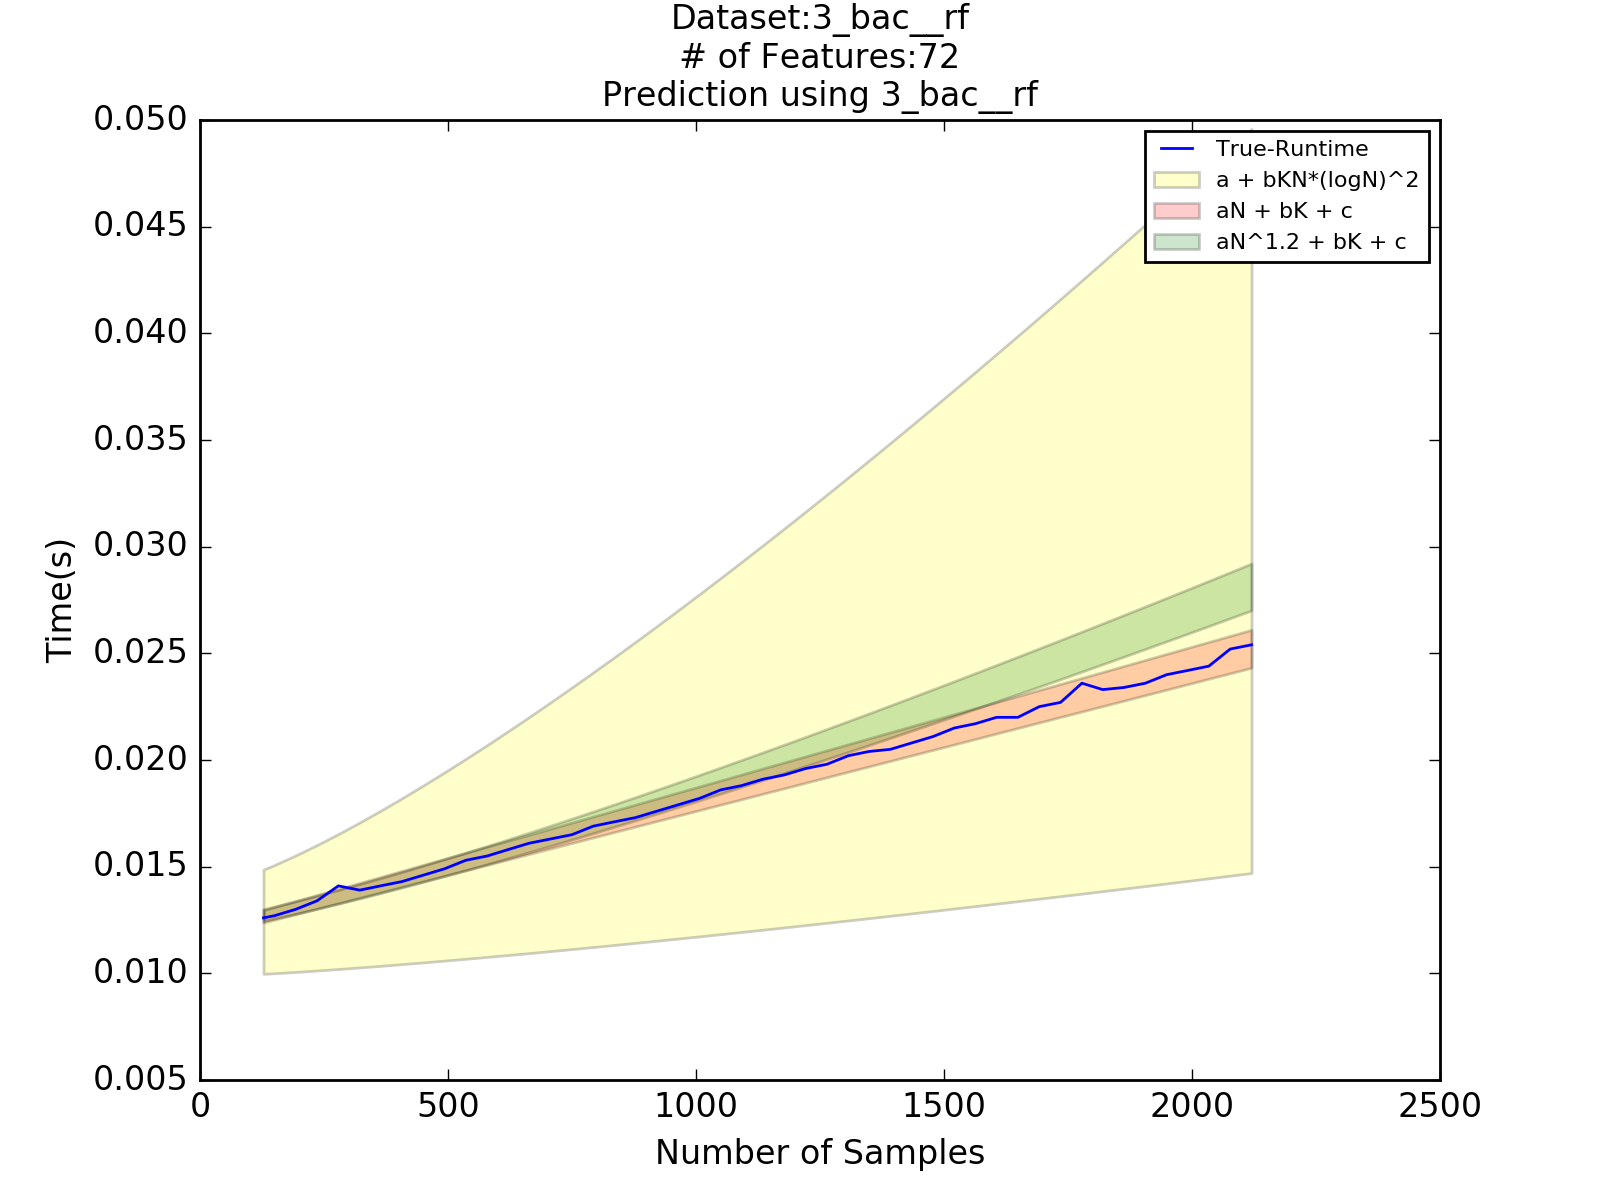 Dataset:3_bac__rf
# of Features:72
Prediction using 3_bac__rf
0.050
0.045
0.040
0.035
0.030
0.025
0.020
0.015
0.010
0.005
Time(s)
True-Runtime
a + bKN*(logN)^2
aN + bK + c
aN^1.2 + bK + c
0
500
1000
1500
2000
2500
Number of Samples